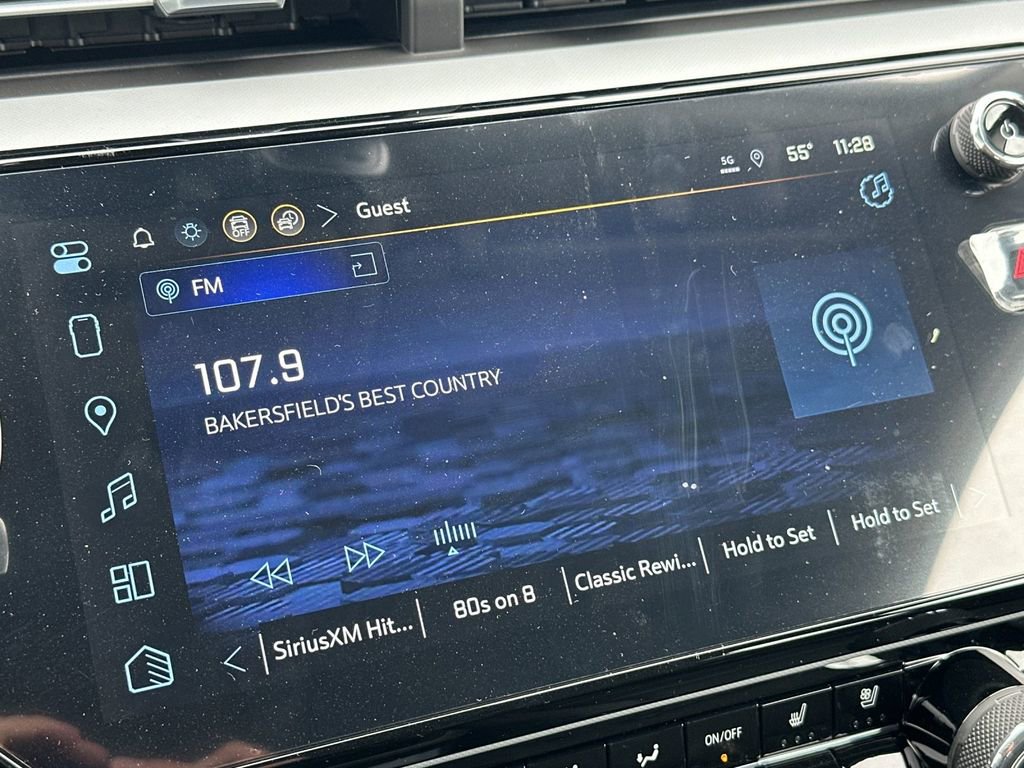 5G 55° 11:28
OFF Guest
FM
107.9
BAKERSFIELD'S BEST COUNTRY
SiriusXM Hit... 80s on 8 Classic Rewi... Hold to Set Hold to Set
ON/OFF